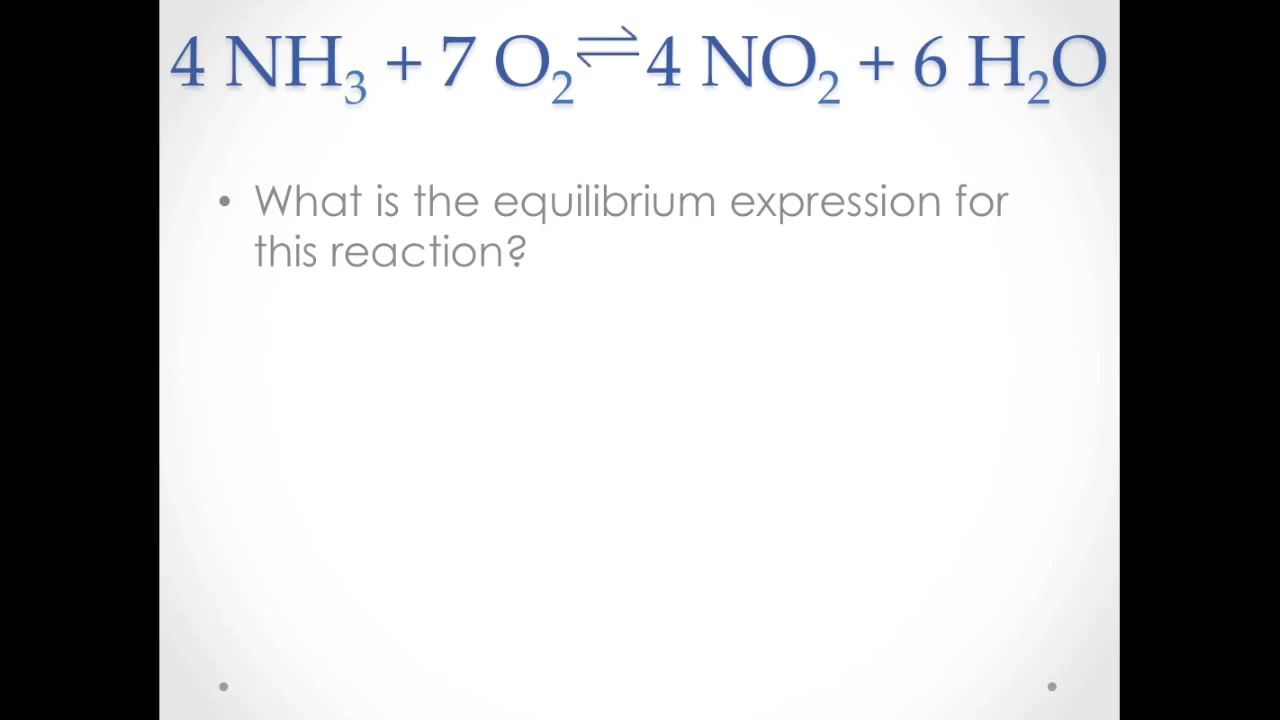 4 NH₃ + 7 O₂ ⇌ 4 NO₂ + 6 H₂O
• What is the equilibrium expression for
this reaction?